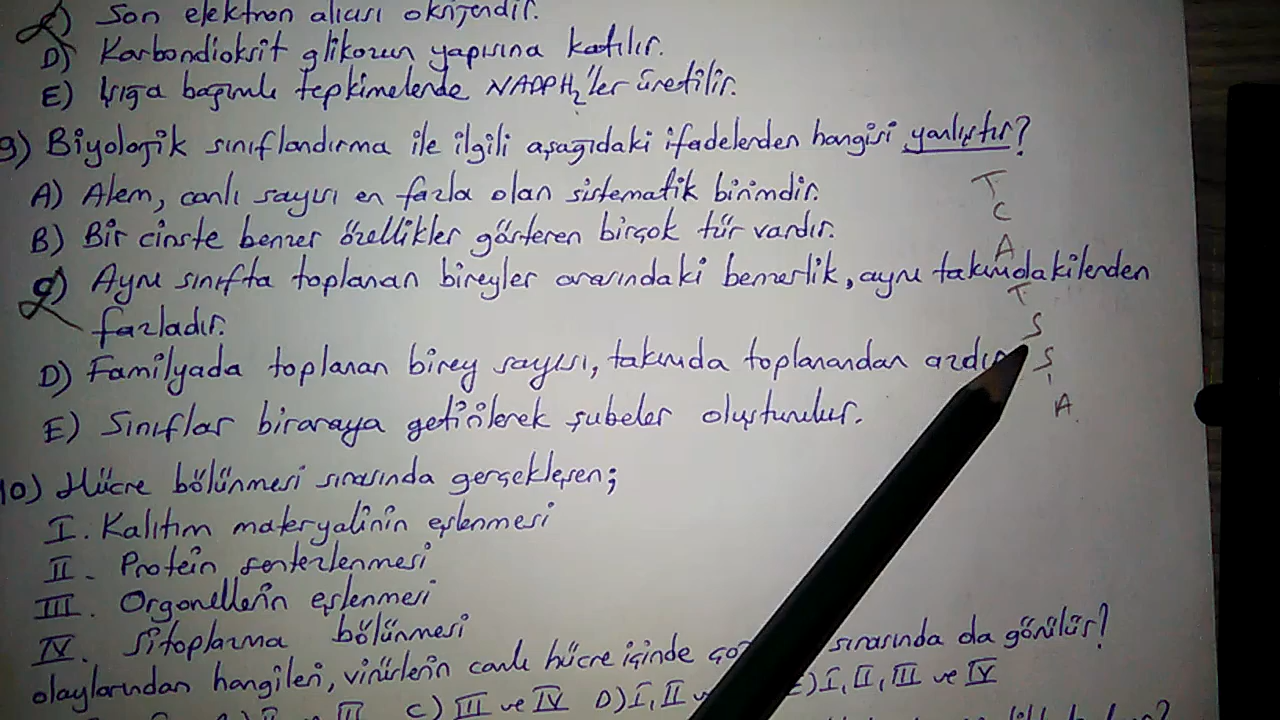 C) Son elektron alıcısı oksijendir.
D) Karbondioksit glikozun yapısına katılır.
E) Işığa bağımlı tepkimelerde NADPH₂'ler üretilir.
9) Biyolojik sınıflandırma ile ilgili aşağıdaki ifadelerden hangisi yanlıştır?
A) Alem, canlı sayısı en fazla olan sistematik birimdir.
B) Bir cinste benzer özellikler gösteren birçok tür vardır.
C) Aynı sınıfta toplanan bireyler arasındaki benzerlik, aynı takımdakilerden
fazladır.
D) Familyada toplanan birey sayısı, takımda toplanandan azdır.
E) Sınıflar biraraya getirilerek şubeler oluşturulur.
T
C
A
T
S
Ş
A
10) Hücre bölünmesi sırasında gerçekleşen;
I. Kalıtım materyalinin eşlenmesi
II. Protein sentezlenmesi
III. Organellerin eşlenmesi
IV. Sitoplazma bölünmesi
olaylarından hangileri, virüslerin canlı hücre içinde sırasında da görülür?
C) III ve IV D) I, II v E) I, II, III ve IV